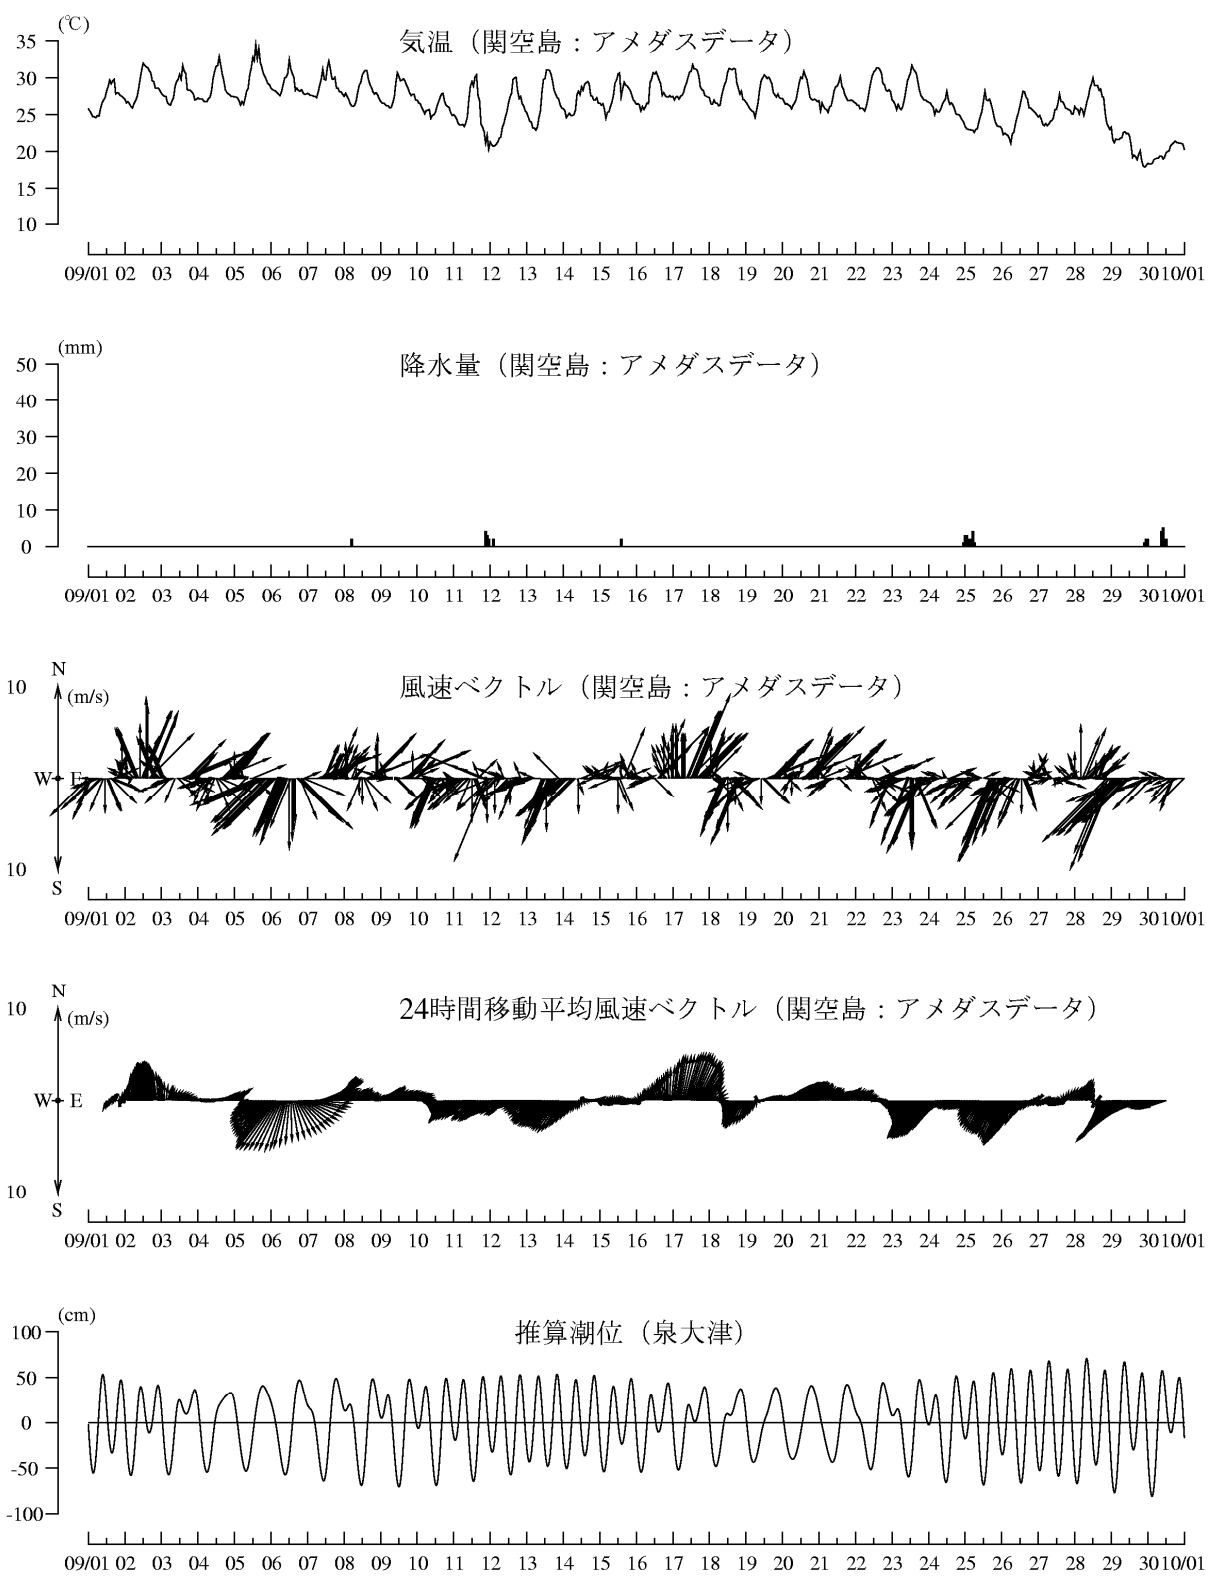 (℃)
気温（関空島：アメダスデータ）
35
30
25
20
15
10
09/01 02 03 04 05 06 07 08 09 10 11 12 13 14 15 16 17 18 19 20 21 22 23 24 25 26 27 28 29 30 10/01
(mm)
降水量（関空島：アメダスデータ）
50
40
30
20
10
0
09/01 02 03 04 05 06 07 08 09 10 11 12 13 14 15 16 17 18 19 20 21 22 23 24 25 26 27 28 29 30 10/01
N
10 (m/s)
風速ベクトル（関空島：アメダスデータ）
W E
10
S
09/01 02 03 04 05 06 07 08 09 10 11 12 13 14 15 16 17 18 19 20 21 22 23 24 25 26 27 28 29 30 10/01
N
10 (m/s)
24時間移動平均風速ベクトル（関空島：アメダスデータ）
W E
10
S
09/01 02 03 04 05 06 07 08 09 10 11 12 13 14 15 16 17 18 19 20 21 22 23 24 25 26 27 28 29 30 10/01
(cm)
推算潮位（泉大津）
100
50
0
-50
-100
09/01 02 03 04 05 06 07 08 09 10 11 12 13 14 15 16 17 18 19 20 21 22 23 24 25 26 27 28 29 30 10/01